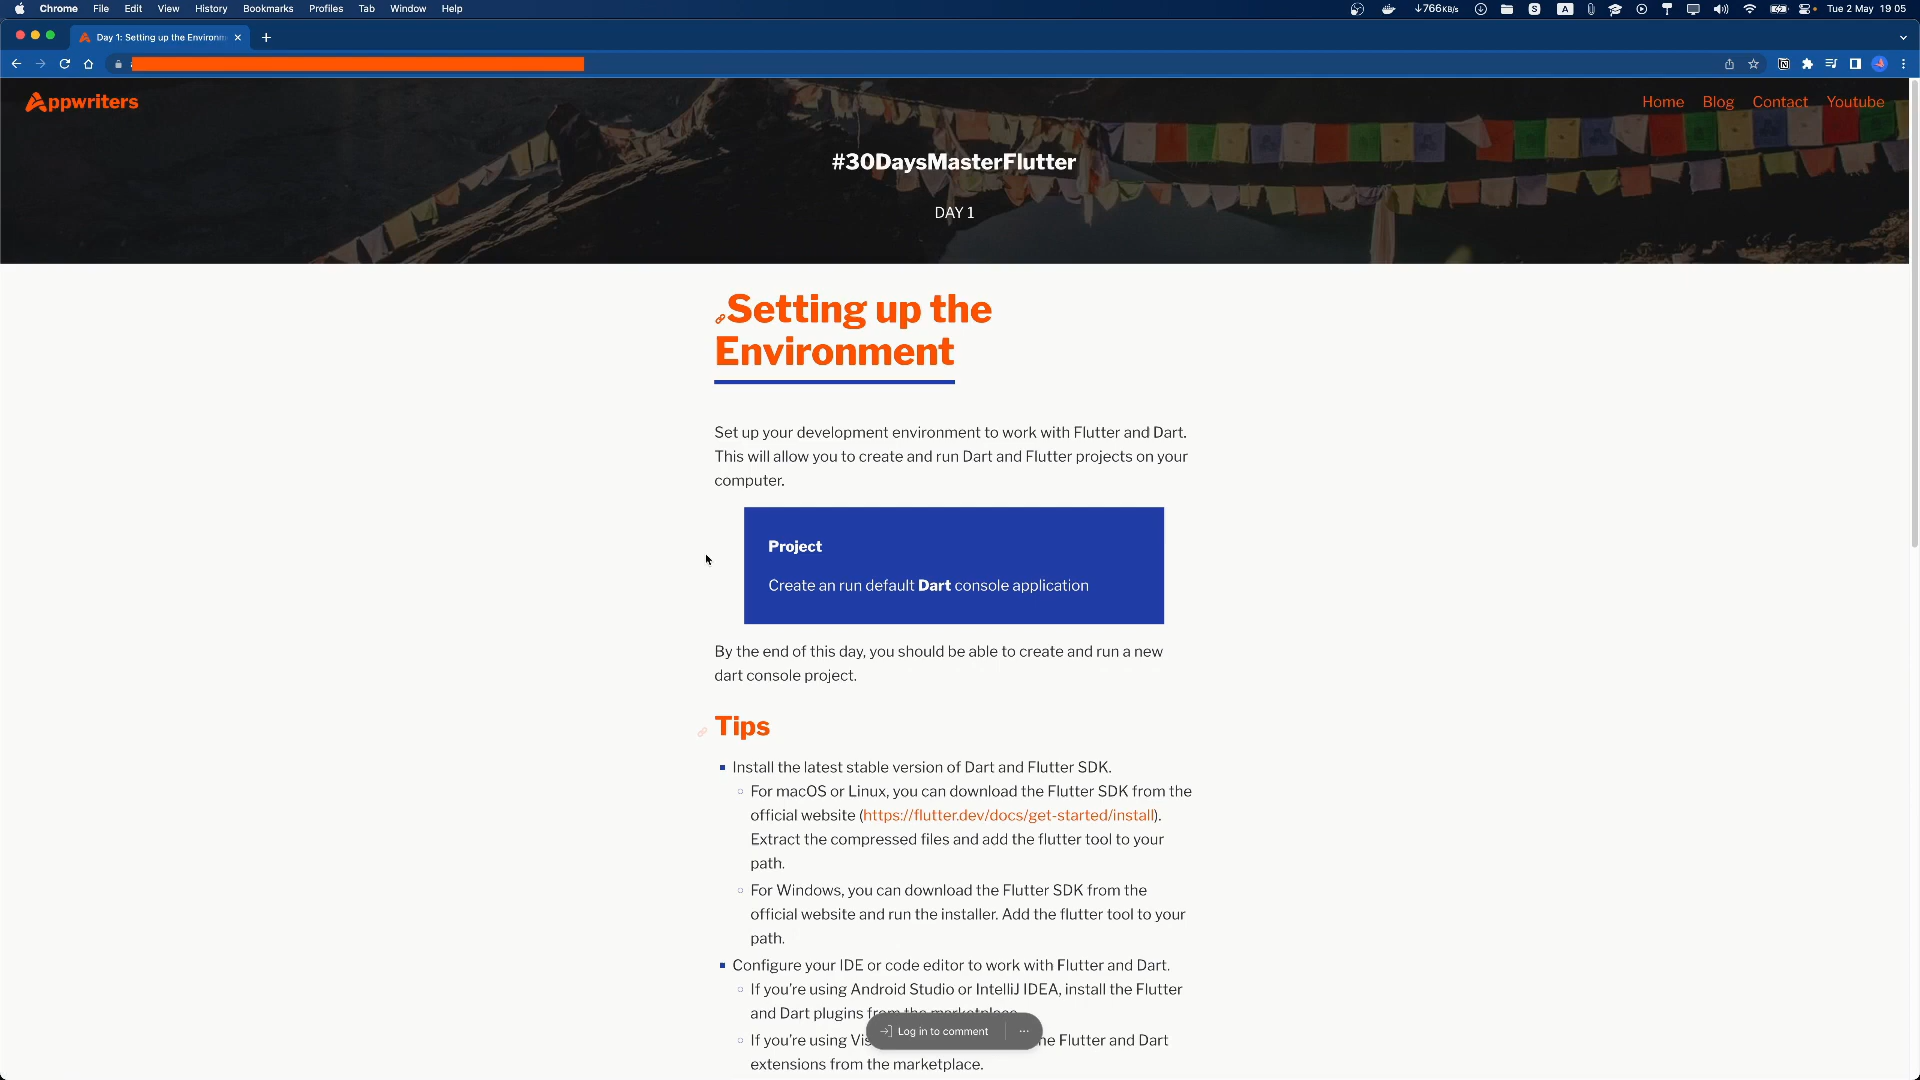 Chrome File Edit View History Bookmarks Profiles Tab Window Help
↓766KB/s
Tue 2 May 19 05
Day 1: Setting up the Environm
Appwriters
Home Blog Contact Youtube
#30DaysMasterFlutter
DAY 1
Setting up the
Environment
Set up your development environment to work with Flutter and Dart.
This will allow you to create and run Dart and Flutter projects on your
computer.
Project
Create an run default Dart console application
By the end of this day, you should be able to create and run a new
dart console project.
Tips
Install the latest stable version of Dart and Flutter SDK.
For macOS or Linux, you can download the Flutter SDK from the
official website (https://flutter.dev/docs/get-started/install).
Extract the compressed files and add the flutter tool to your
path.
For Windows, you can download the Flutter SDK from the
official website and run the installer. Add the flutter tool to your
path.
Configure your IDE or code editor to work with Flutter and Dart.
If you're using Android Studio or IntelliJ IDEA, install the Flutter
and Dart plugins from the marketplace.
Log in to comment
If you're using Vis he Flutter and Dart
extensions from the marketplace.